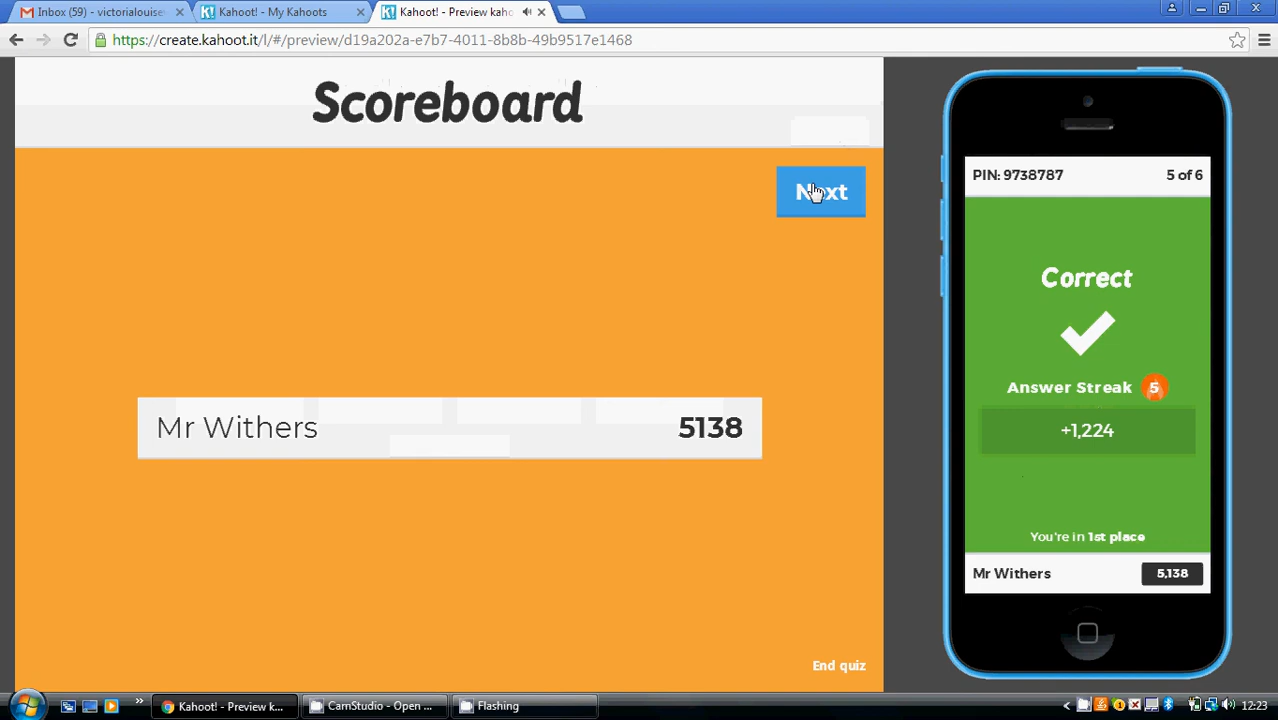 Inbox (59) - victorialouise
Kahoot! - My Kahoots
Kahoot! - Preview kaho
https://create.kahoot.it/l/#/preview/d19a202a-e7b7-4011-8b8b-49b9517e1468
Scoreboard
Next
Mr Withers 5138
End quiz
PIN: 9738787 5 of 6
Correct
Answer Streak 5
+1,224
You're in 1st place
Mr Withers 5,138
Kahoot! - Preview k...
CamStudio - Open ...
Flashing
12:23